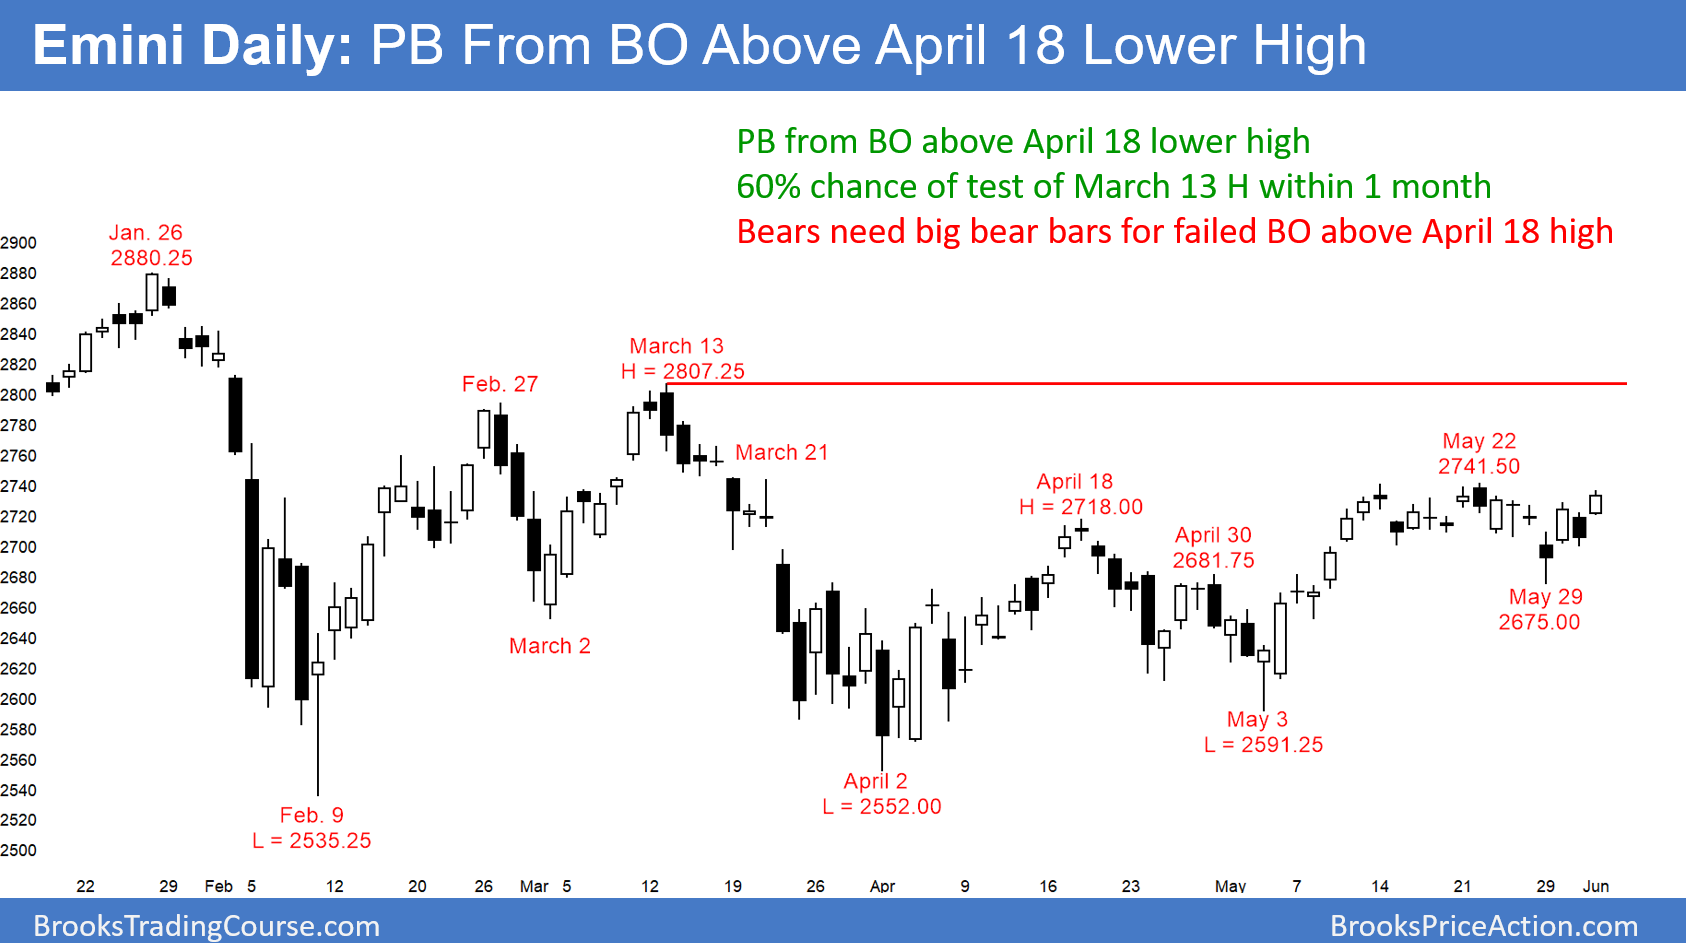 Emini Daily: PB From BO Above April 18 Lower High
PB from BO above April 18 lower high
60% chance of test of March 13 H within 1 month
Bears need big bear bars for failed BO above April 18 high
Jan. 26
2880.25
Feb. 9
L = 2535.25
Feb. 27
March 2
March 13
H = 2807.25
March 21
April 2
L = 2552.00
April 18
H = 2718.00
April 30
2681.75
May 3
L = 2591.25
May 22
2741.50
May 29
2675.00
2900
2880
2860
2840
2820
2800
2780
2760
2740
2720
2700
2680
2660
2640
2620
2600
2580
2560
2540
2520
2500
22 29 Feb 5 12 20 26 Mar 5 12 19 26 Apr 9 16 23 May 7 14 21 29 Jun
BrooksTradingCourse.com
BrooksPriceAction.com